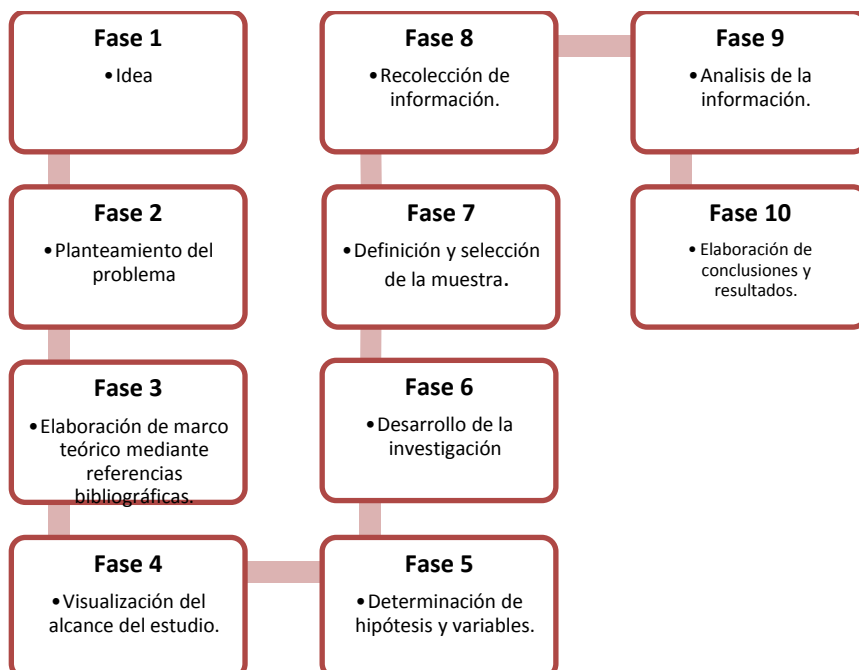 Fase 1
•Idea
Fase 2
•Planteamiento del
problema
Fase 3
•Elaboración de marco
teórico mediante
referencias
bibliográficas.
Fase 4
•Visualización del
alcance del estudio.
Fase 5
•Determinación de
hipótesis y variables.
Fase 6
•Desarrollo de la
investigación
Fase 7
•Definición y selección
de la muestra.
Fase 8
•Recolección de
información.
Fase 9
•Analisis de la
información.
Fase 10
•Elaboración de
conclusiones y
resultados.